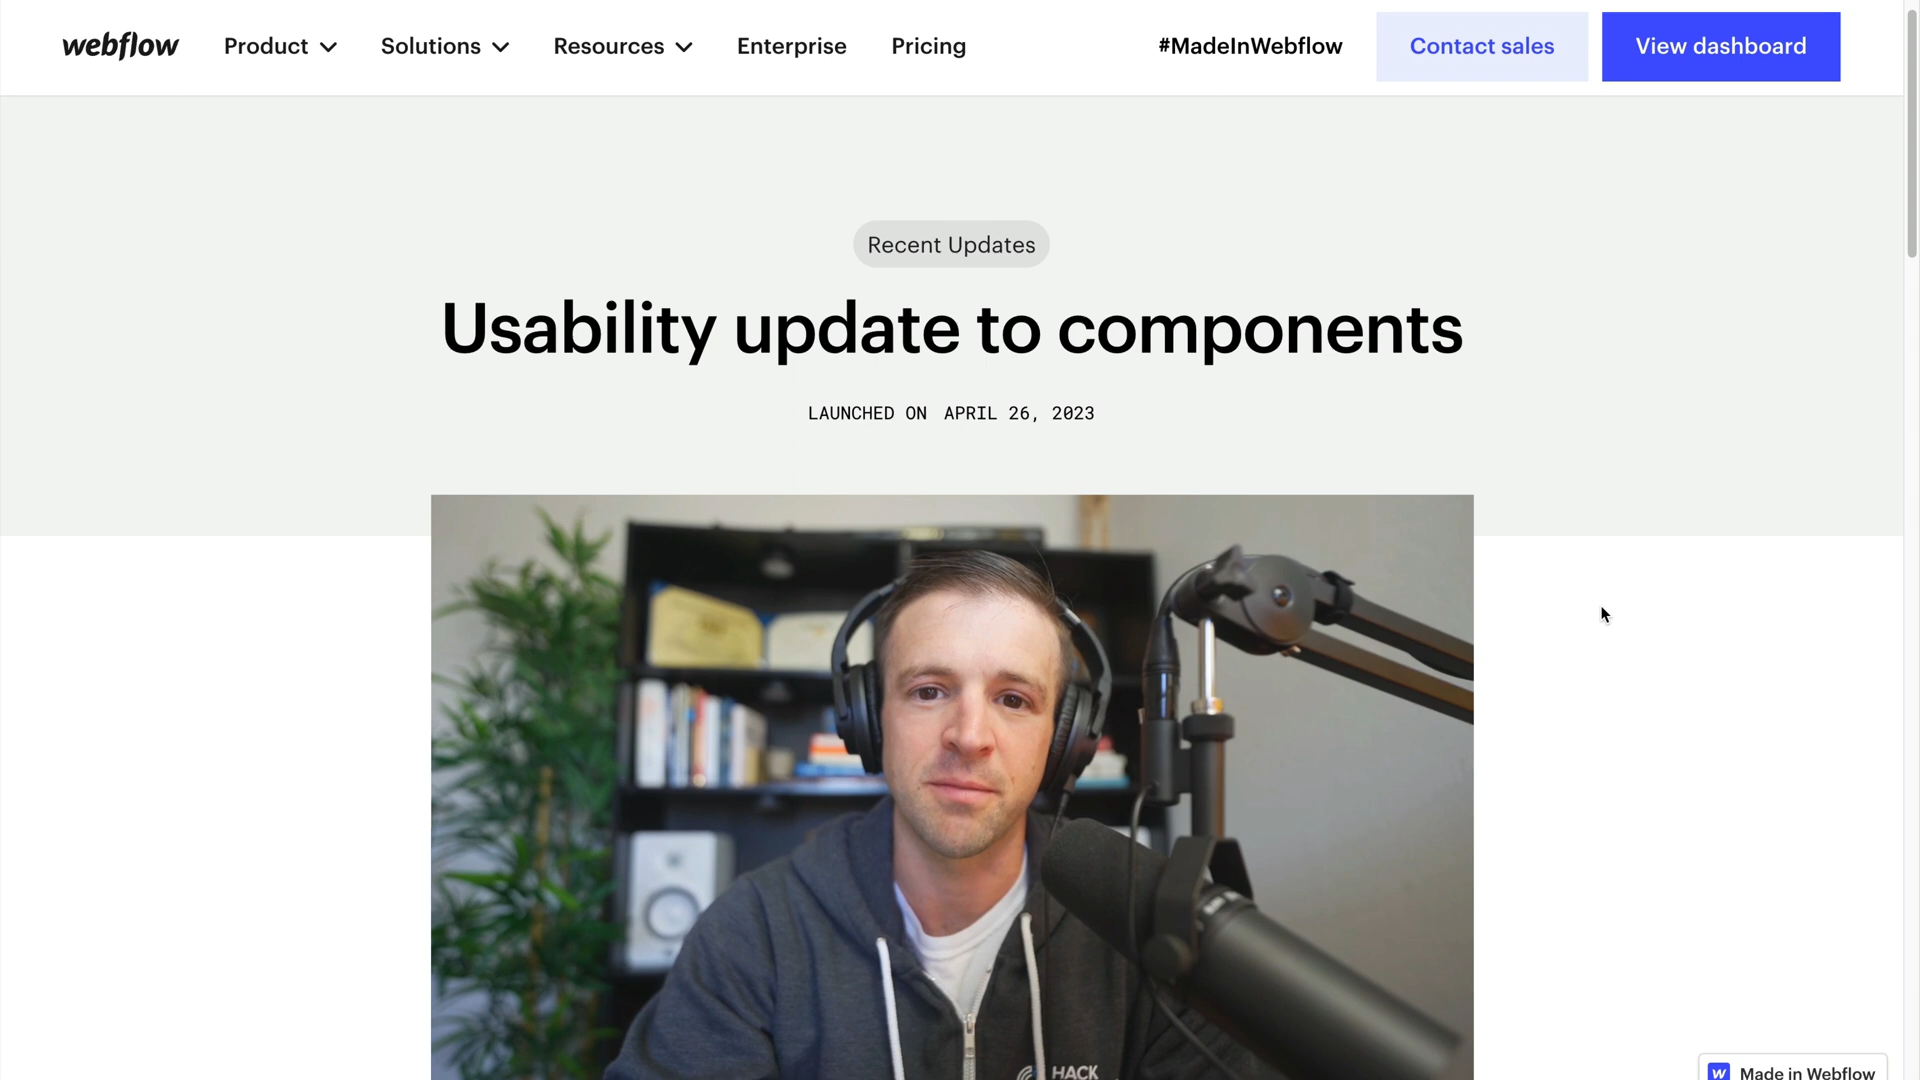 webflow Product Solutions Resources Enterprise Pricing #MadeInWebflow Contact sales View dashboard
Recent Updates
Usability update to components
LAUNCHED ON APRIL 26, 2023
HACK
W Made in Webflow